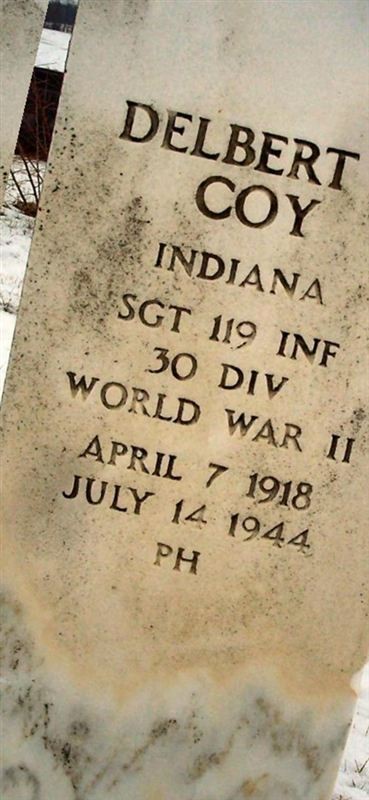 DELBERT
COY
INDIANA
SGT 119 INF
30 DIV
WORLD WAR II
APRIL 7 1918
JULY 14 1944
PH